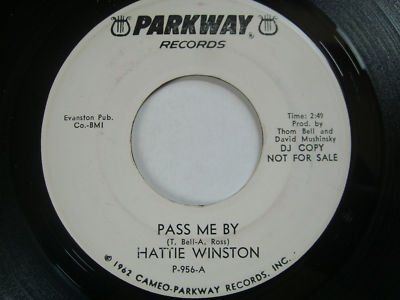 PARKWAY
RECORDS
Evanston Pub.
Co.-BMI
Time: 2:49
Prod. by
Thom Bell and
David Mushinsky
DJ COPY
NOT FOR SALE
PASS ME BY
(T. Bell-A. Ross)
HATTIE WINSTON
P-956-A
© 1962 CAMEO-PARKWAY RECORDS, INC.